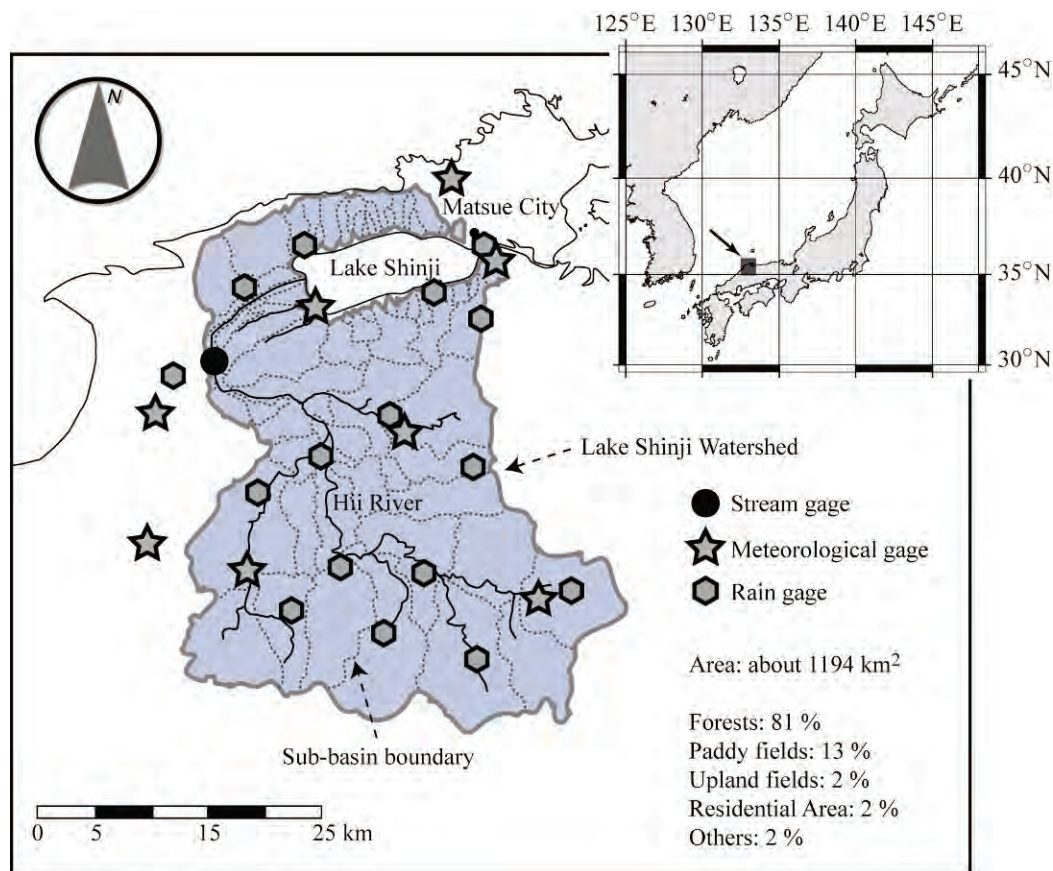 125°E 130°E 135°E 140°E 145°E
45°N
40°N
35°N
30°N
N
Matsue City
Lake Shinji
Lake Shinji Watershed
Hii River
Stream gage
Meteorological gage
Rain gage
Area: about 1194 km²
Forests: 81 %
Paddy fields: 13 %
Upland fields: 2 %
Residential Area: 2 %
Others: 2 %
Sub-basin boundary
0 5 15 25 km